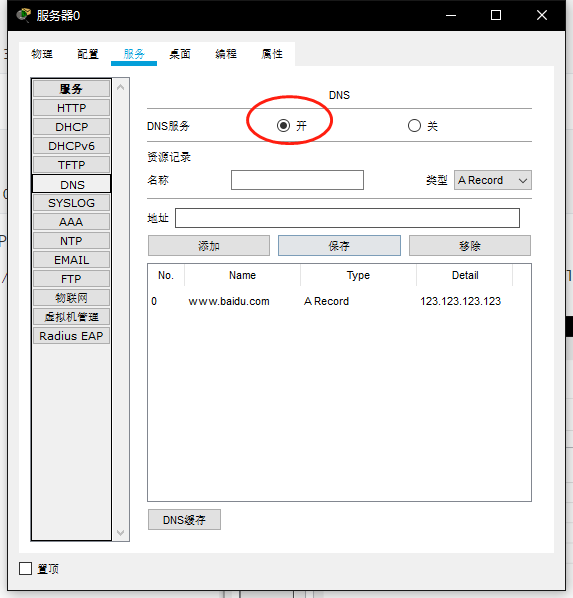 服务器0
物理 配置 服务 桌面 编程 属性
服务
HTTP
DHCP
DHCPv6
TFTP
DNS
SYSLOG
AAA
NTP
EMAIL
FTP
物联网
虚拟机管理
Radius EAP
DNS
DNS服务 开 关
资源记录
名称 类型 A Record
地址
添加 保存 移除
No. Name Type Detail
0 www.baidu.com A Record 123.123.123.123
DNS缓存
置顶